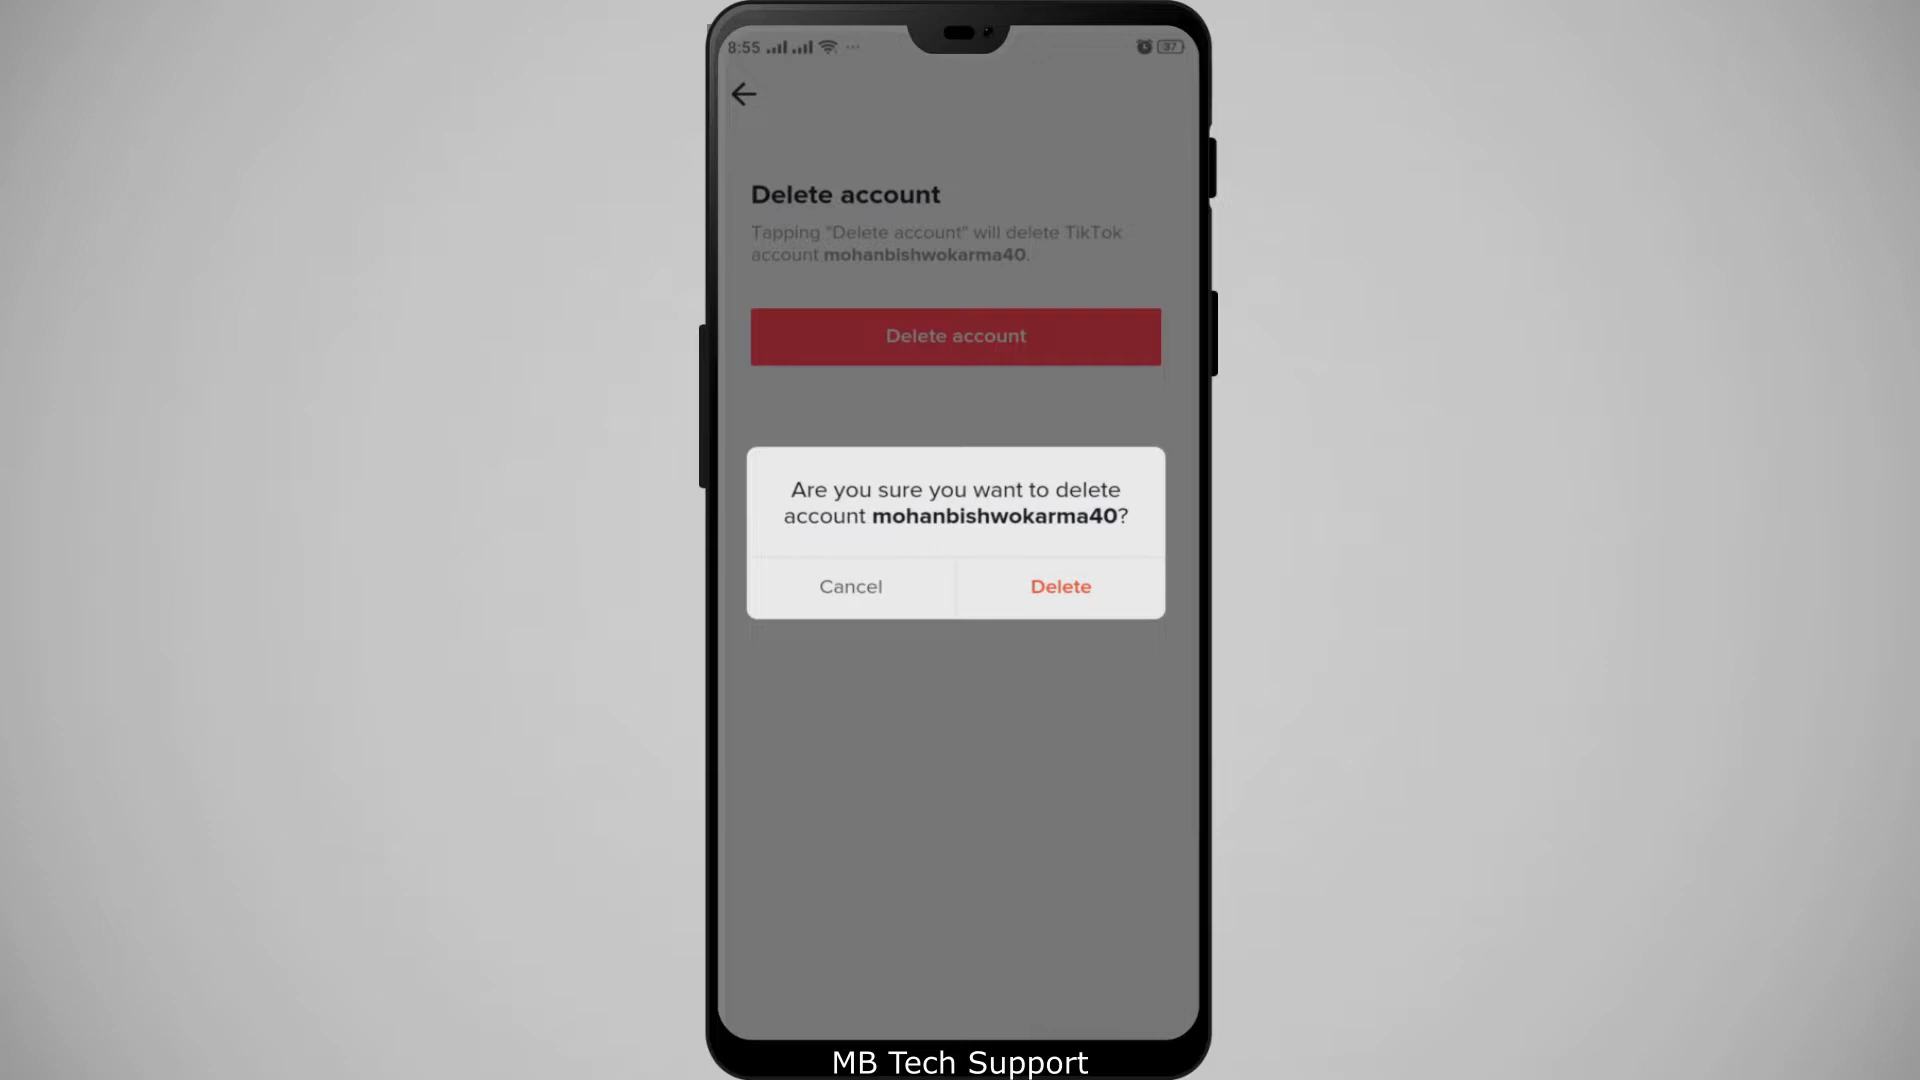 8:55
37
Delete account
Tapping "Delete account" will delete TikTok
account mohanbishwokarma40.
Delete account
Are you sure you want to delete
account mohanbishwokarma40?
Cancel
Delete
MB Tech Support